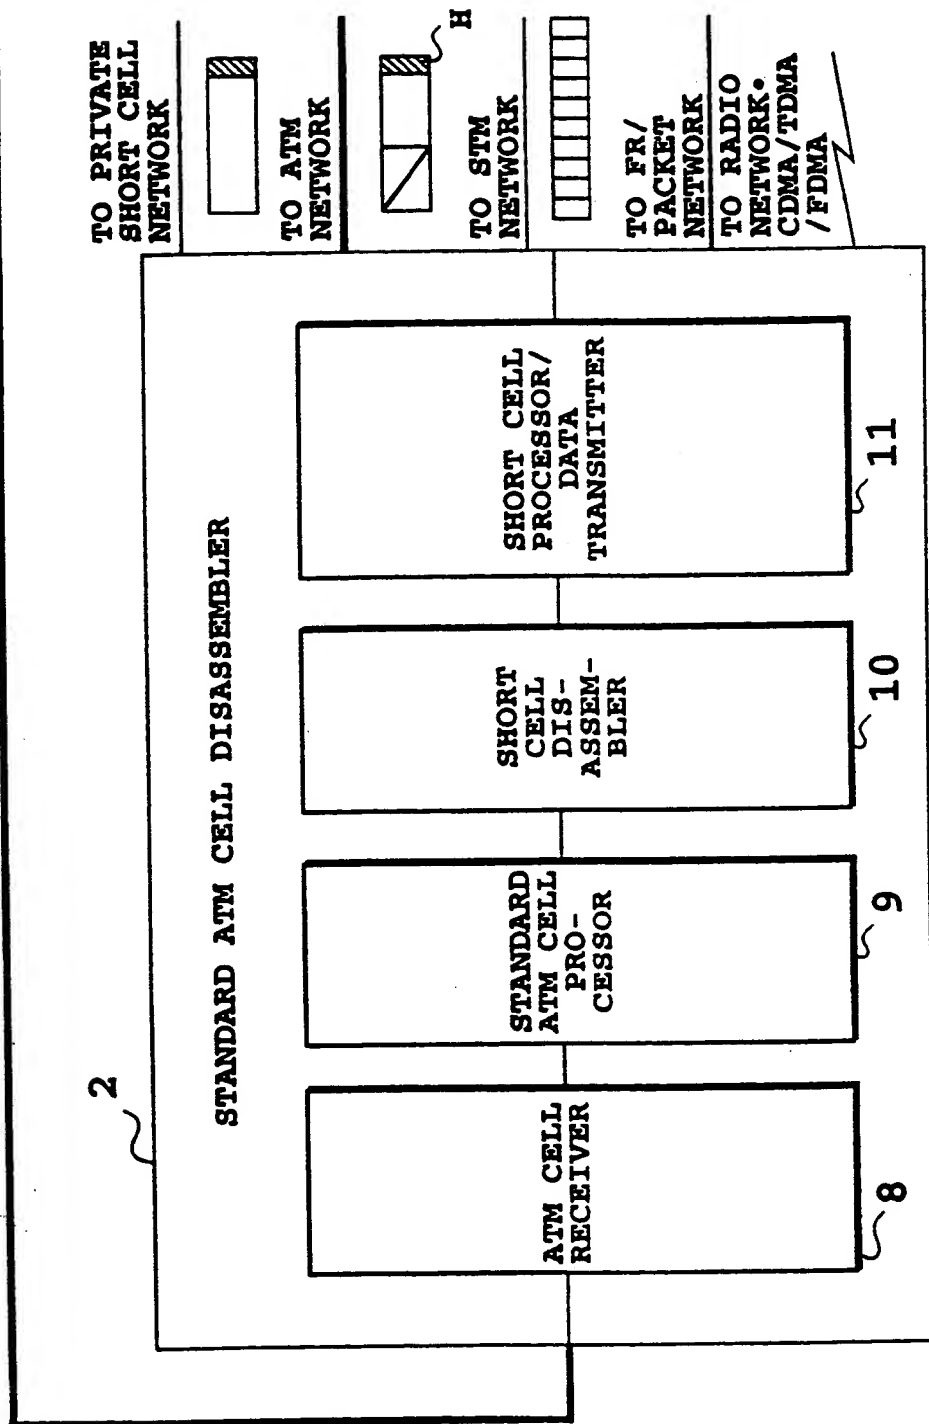 2
STANDARD ATM CELL DISASSEMBLER
ATM CELL
RECEIVER
8
STANDARD
ATM CELL
PRO-
CESSOR
9
SHORT
CELL
DIS-
ASSEM-
BLER
10
SHORT CELL
PROCESSOR/
DATA
TRANSMITTER
11
TO PRIVATE
SHORT CELL
NETWORK
TO ATM
NETWORK
H
TO STM
NETWORK
TO FR/
PACKET
NETWORK
TO RADIO
NETWORK•
CDMA/TDMA
/FDMA